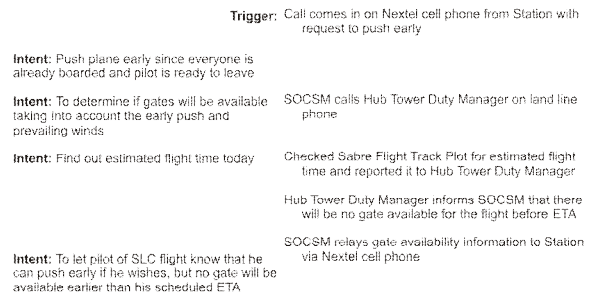 Trigger: Call comes in on Nextel cell phone from Station with
request to push early
Intent: Push plane early since everyone is
already boarded and pilot is ready to leave
Intent: To determine if gates will be available
taking into account the early push and
prevailing winds
SOCSM calls Hub Tower Duty Manager on land line
phone
Intent: Find out estimated flight time today
Checked Sabre Flight Track Plot for estimated flight
time and reported it to Hub Tower Duty Manager
Hub Tower Duty Manager informs SOCSM that there
will be no gate available for the flight before ETA
SOCSM relays gate availability information to Station
via Nextel cell phone
Intent: To let pilot of SLC flight know that he
can push early if he wishes, but no gate will be
available earlier than his scheduled ETA